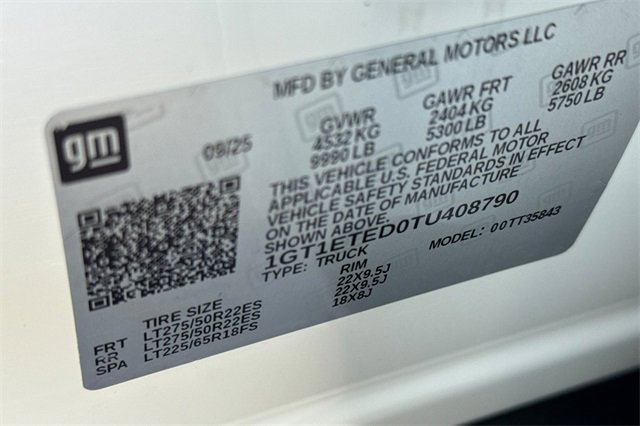 MFD BY GENERAL MOTORS LLC
gm
09/25
GVWR GAWR FRT GAWR RR
4532 KG 2404 KG 2608 KG
9990 LB 5300 LB 5750 LB
THIS VEHICLE CONFORMS TO ALL
APPLICABLE U.S. FEDERAL MOTOR
VEHICLE SAFETY STANDARDS IN EFFECT
ON THE DATE OF MANUFACTURE
SHOWN ABOVE.
1GT1ETED0TU408790
TYPE: TRUCK MODEL: 00TT35843
TIRE SIZE RIM
FRT LT275/50R22ES 22X9.5J
RR LT275/50R22ES 22X9.5J
SPA LT225/65R18FS 18X8J